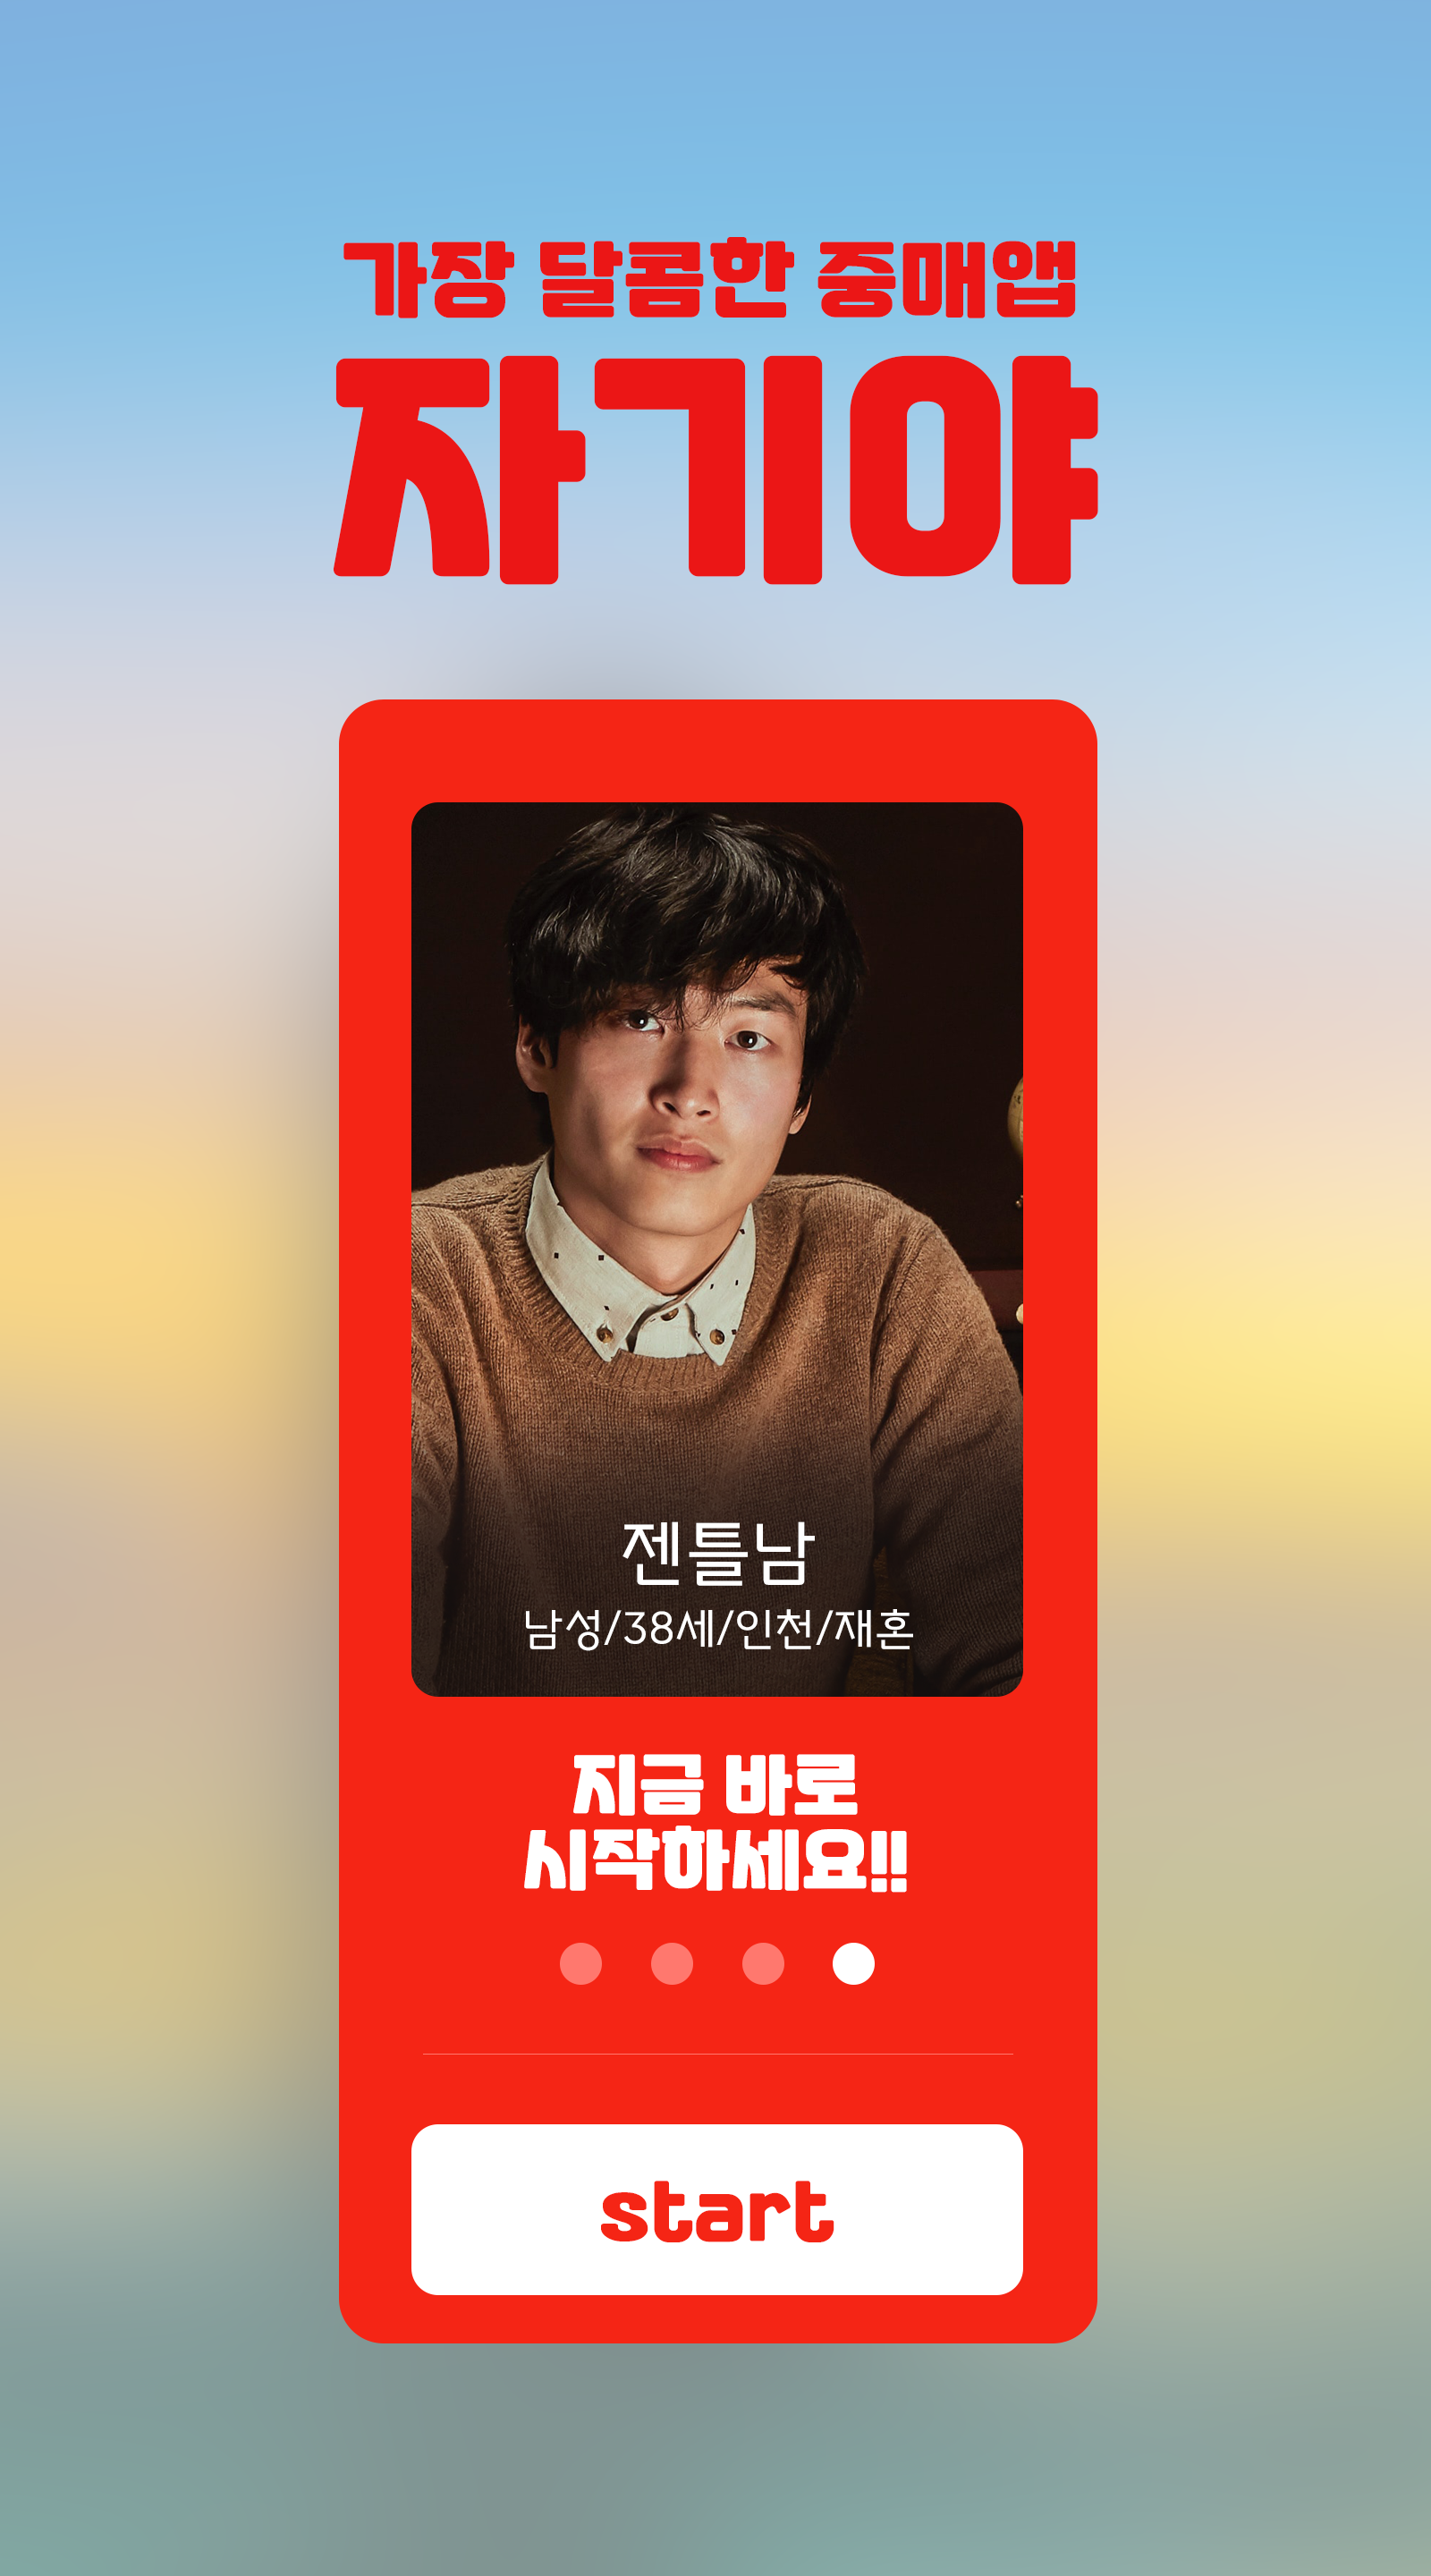 가장 달콤한 중매앱
자기야
젠틀남
남성/38세/인천/재혼
지금 바로
시작하세요!!
start